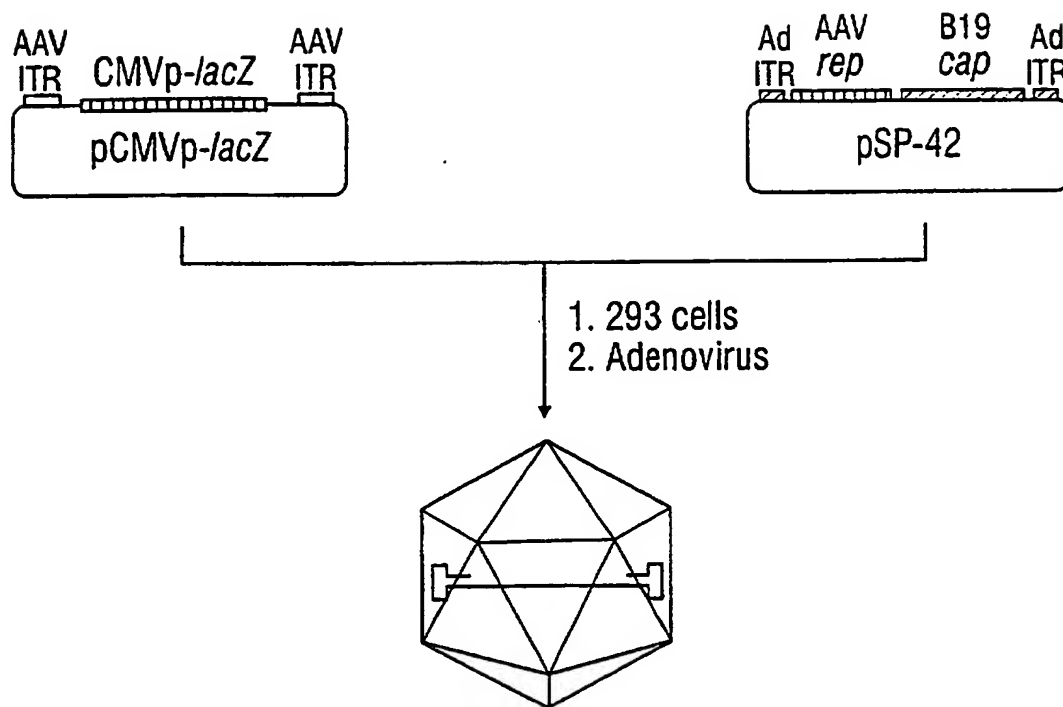 AAV
ITR
CMVp-lacZ
AAV
ITR
pCMVp-lacZ
Ad
ITR
AAV
rep
B19
cap
Ad
ITR
pSP-42
1. 293 cells
2. Adenovirus